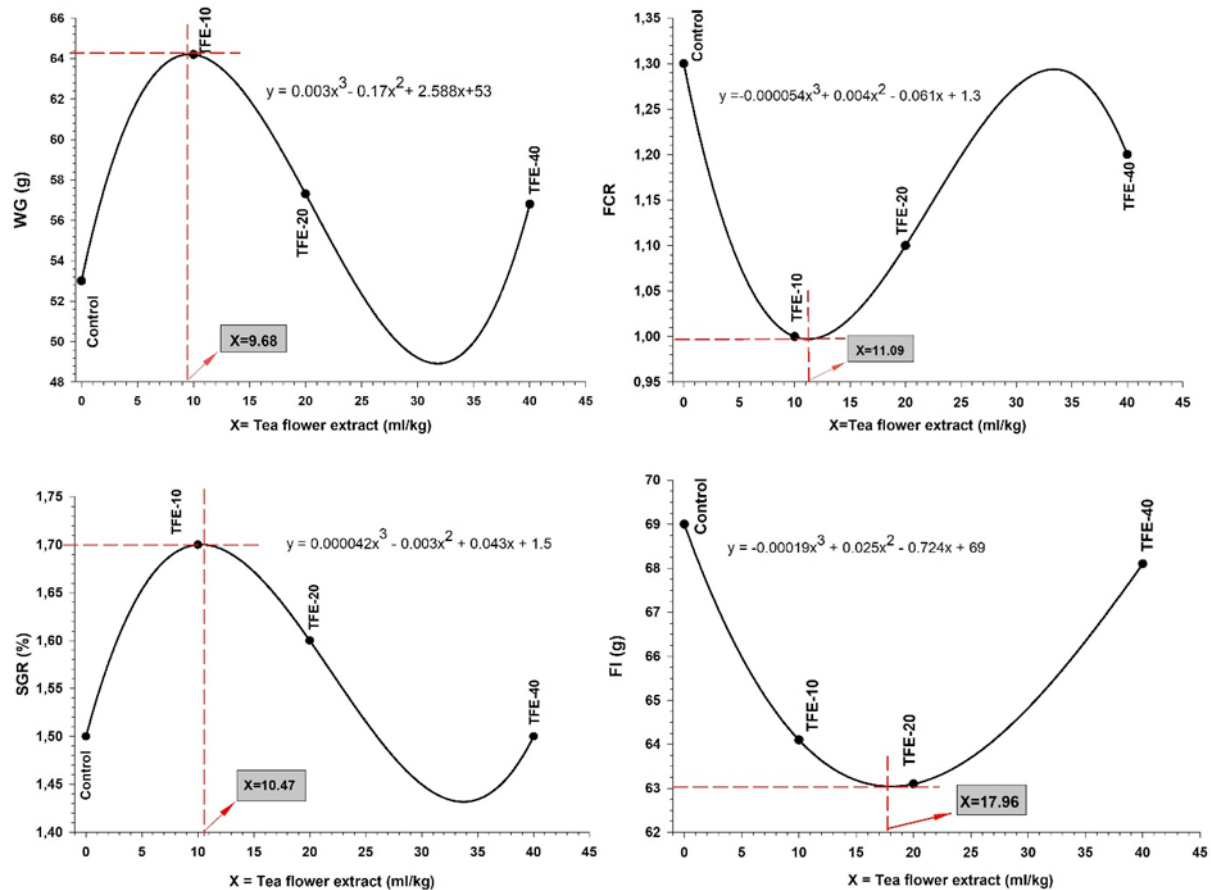 66
64
62
60
58
56
54
52
50
48
WG (g)
TFE-10
y = 0.003x³ - 0.17x² + 2.588x+53
TFE-20
TFE-40
Control
X=9.68
0 5 10 15 20 25 30 35 40 45
X= Tea flower extract (ml/kg)
1,35
1,30
1,25
1,20
1,15
1,10
1,05
1,00
0,95
FCR
Control
y =-0.000054x³ + 0.004x² - 0.061x + 1.3
TFE-20
TFE-40
TFE-10
X=11.09
0 5 10 15 20 25 30 35 40 45
X=Tea flower extract (ml/kg)
1,75
1,70
1,65
1,60
1,55
1,50
1,45
1,40
SGR (%)
TFE-10
y = 0.000042x³ - 0.003x² + 0.043x + 1.5
TFE-20
TFE-40
Control
X=10.47
0 5 10 15 20 25 30 35 40 45
X = Tea flower extract (ml/kg)
70
69
68
67
66
65
64
63
62
FI (g)
Control
y = -0.00019x³ + 0.025x² - 0.724x + 69
TFE-40
TFE-10
TFE-20
X=17.96
0 10 20 30 40 50
X = Tea flower extract (ml/kg)